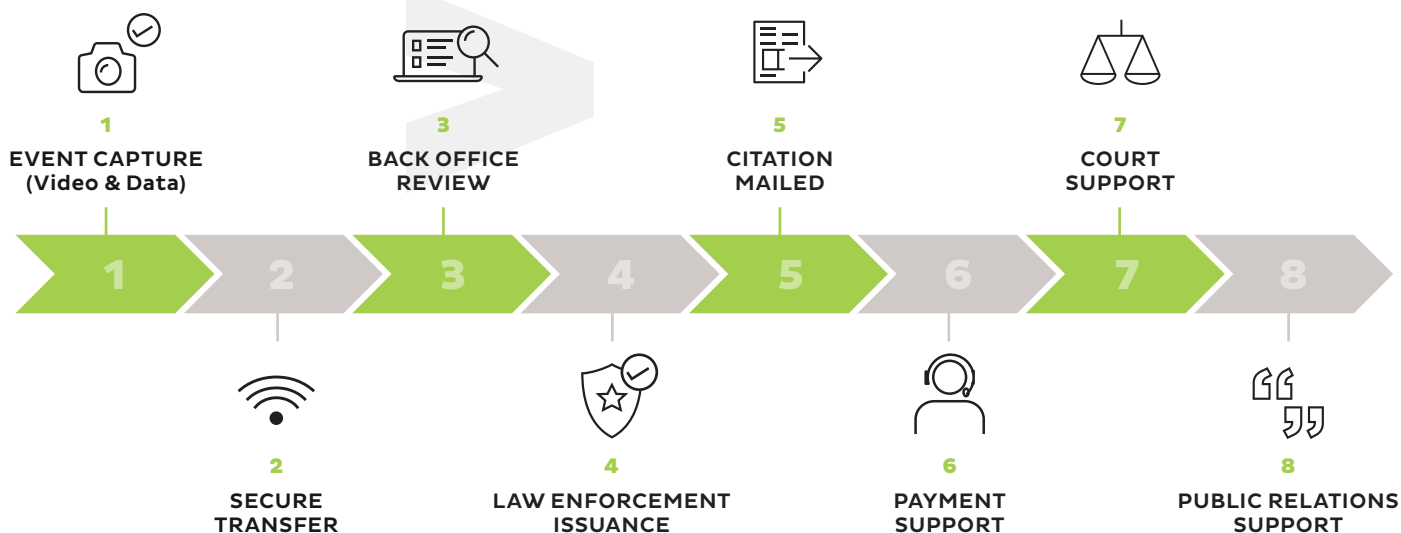 1
EVENT CAPTURE
(Video & Data)
3
BACK OFFICE
REVIEW
5
CITATION
MAILED
7
COURT
SUPPORT
1 2 3 4 5 6 7 8
2
SECURE
TRANSFER
4
LAW ENFORCEMENT
ISSUANCE
6
PAYMENT
SUPPORT
8
PUBLIC RELATIONS
SUPPORT